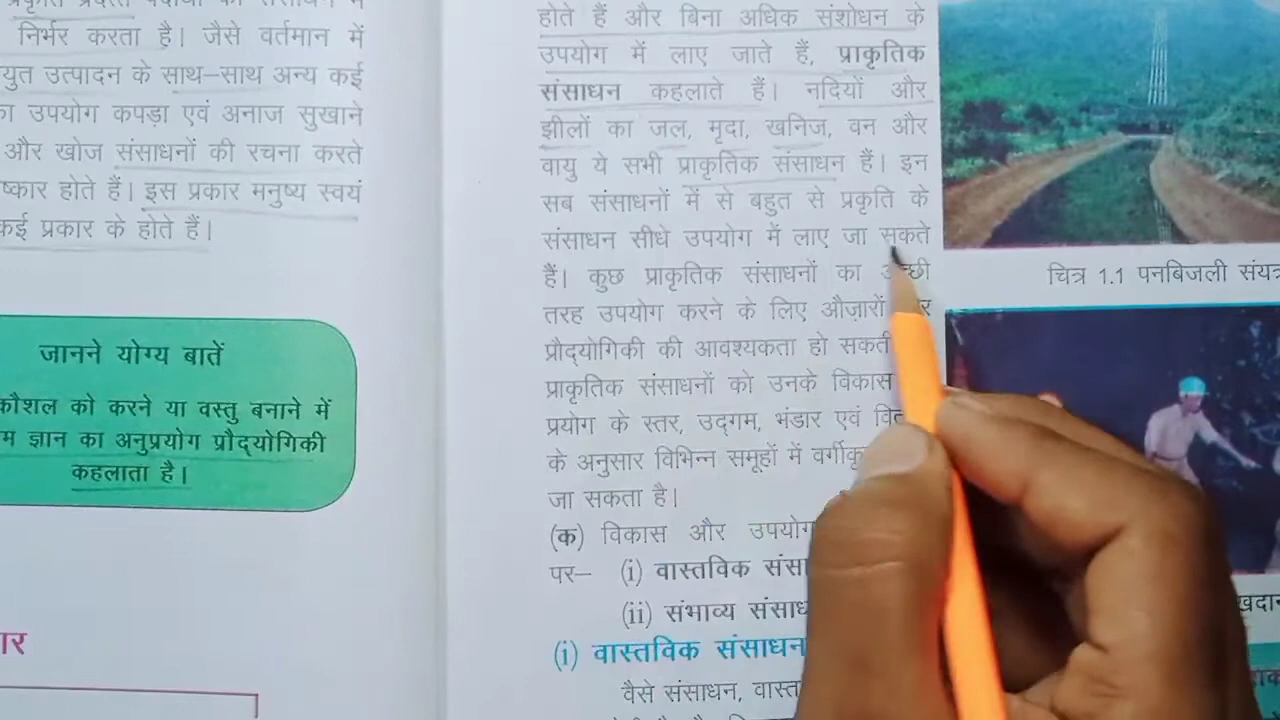 निर्भर करता है। जैसे वर्तमान में
उत्पादन के साथ-साथ अन्य कई
उपयोग कपड़ा एवं अनाज सुखाने
और खोज संसाधनों की रचना करते
होते हैं। इस प्रकार मनुष्य स्वयं
कई प्रकार के होते हैं।
जानने योग्य बातें
कौशल को करने या वस्तु बनाने में
ज्ञान का अनुप्रयोग प्रौद्योगिकी
कहलाता है।
होते हैं और बिना अधिक संशोधन के
उपयोग में लाए जाते हैं, प्राकृतिक
संसाधन कहलाते हैं। नदियों और
झीलों का जल, मृदा, खनिज, वन और
वायु ये सभी प्राकृतिक संसाधन हैं। इन
सब संसाधनों में से बहुत से प्रकृति के
संसाधन सीधे उपयोग में लाए जा सकते
हैं। कुछ प्राकृतिक संसाधनों का
तरह उपयोग करने के लिए औज़ारों
प्रौद्योगिकी की आवश्यकता हो
प्राकृतिक संसाधनों को उनके विकास
प्रयोग के स्तर, उद्गम, भंडार एवं
के अनुसार विभिन्न समूहों में
जा सकता है।
(क) विकास और उपयोग
पर– (i) वास्तविक
(ii) संभाव्य
(i) वास्तविक संसाधन
वैसे संसाधन,
चित्र 1.1 पनबिजली